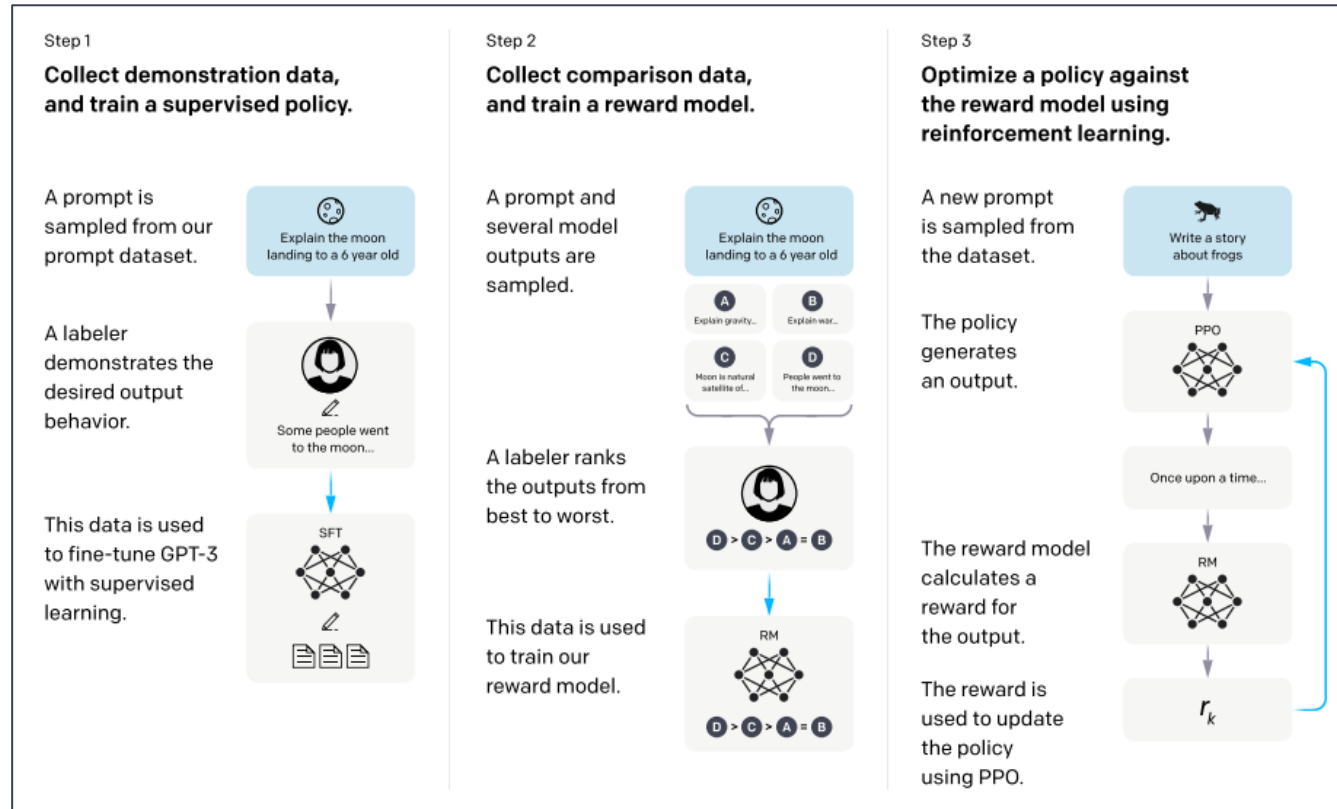 Step 1
Collect demonstration data,
and train a supervised policy.
A prompt is
sampled from our
prompt dataset.
Explain the moon
landing to a 6 year old
A labeler
demonstrates the
desired output
behavior.
Some people went
to the moon...
This data is used
to fine-tune GPT-3
with supervised
learning.
SFT
Step 2
Collect comparison data,
and train a reward model.
A prompt and
several model
outputs are
sampled.
Explain the moon
landing to a 6 year old
A
Explain gravity...
B
Explain war...
C
Moon is natural
satellite of...
D
People went to
the moon...
A labeler ranks
the outputs from
best to worst.
D > C > A = B
This data is used
to train our
reward model.
RM
D > C > A = B
Step 3
Optimize a policy against
the reward model using
reinforcement learning.
A new prompt
is sampled from
the dataset.
Write a story
about frogs
The policy
generates
an output.
PPO
Once upon a time...
The reward model
calculates a
reward for
the output.
RM
The reward is
used to update
the policy
using PPO.
rk